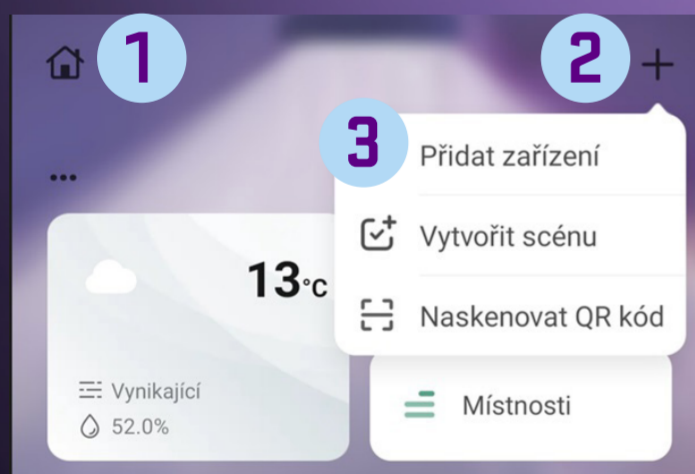 1
2
3
Přidat zařízení
Vytvořit scénu
Naskenovat QR kód
13°C
Vynikající
52.0%
Místnosti